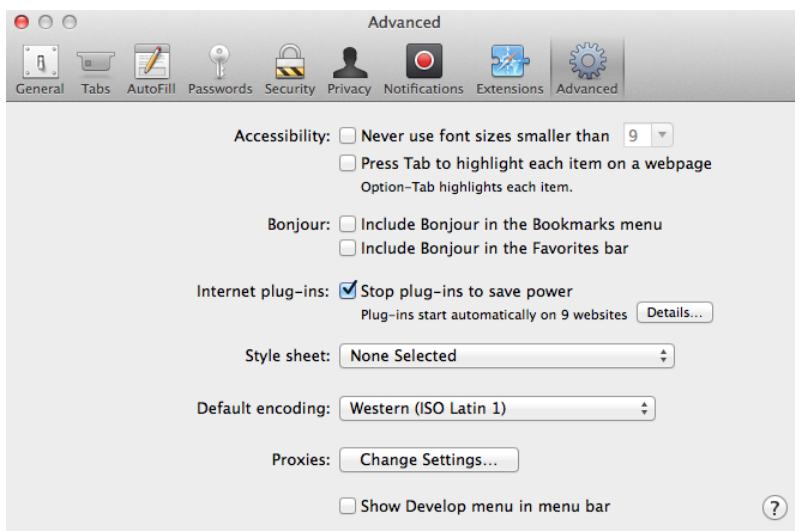 Advanced
General Tabs AutoFill Passwords Security Privacy Notifications Extensions Advanced
Accessibility: Never use font sizes smaller than 9
Press Tab to highlight each item on a webpage
Option-Tab highlights each item.
Bonjour: Include Bonjour in the Bookmarks menu
Include Bonjour in the Favorites bar
Internet plug-ins: Stop plug-ins to save power
Plug-ins start automatically on 9 websites Details...
Style sheet: None Selected
Default encoding: Western (ISO Latin 1)
Proxies: Change Settings...
Show Develop menu in menu bar ?